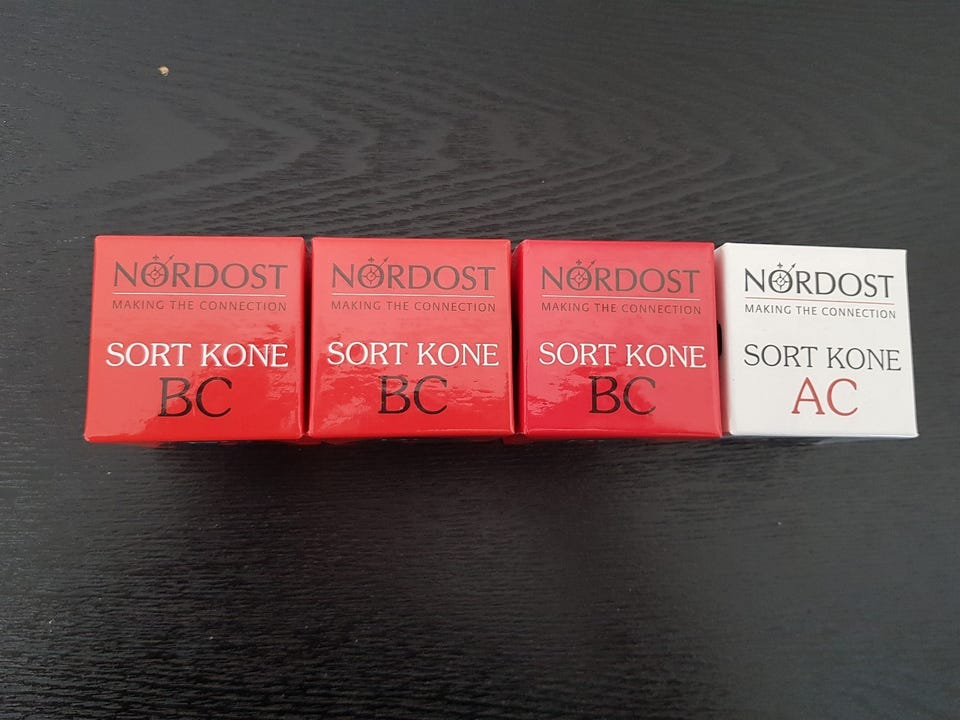 NORDOST
MAKING THE CONNECTION
SORT KONE
BC
NORDOST
MAKING THE CONNECTION
SORT KONE
BC
NORDOST
MAKING THE CONNECTION
SORT KONE
BC
NORDOST
MAKING THE CONNECTION
SORT KONE
AC